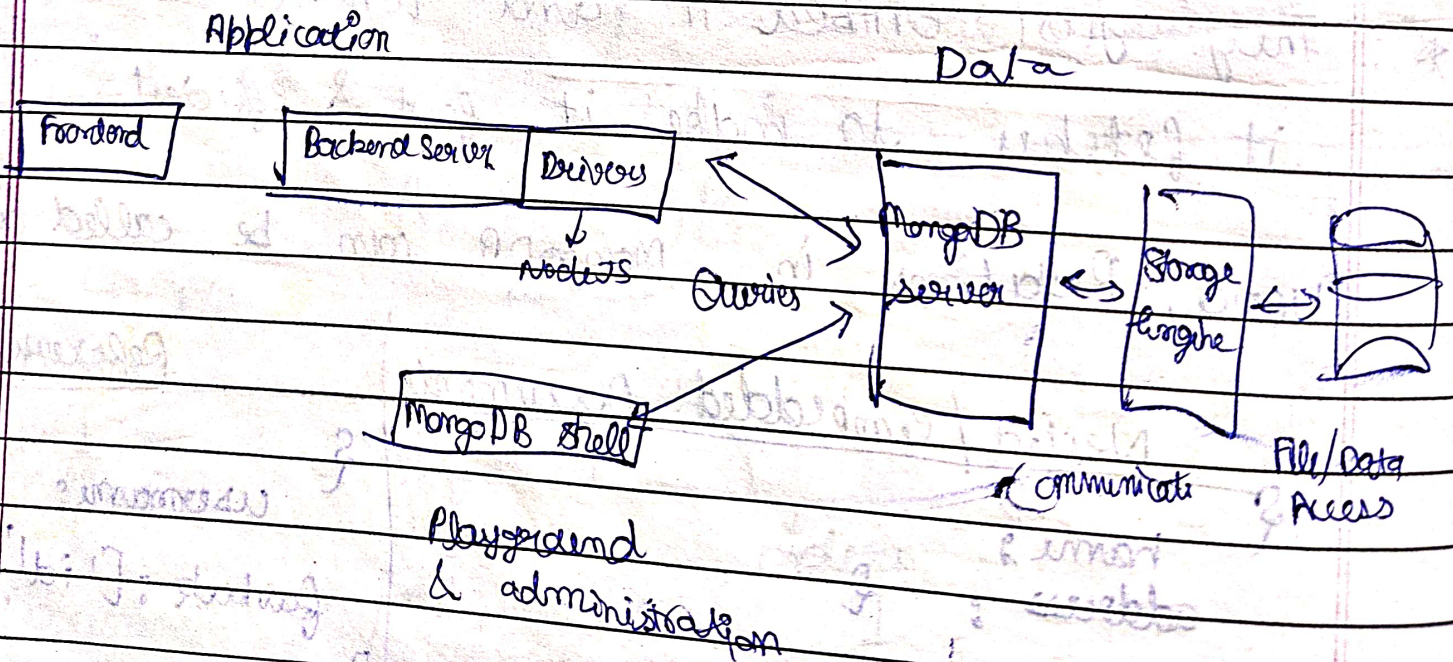 Application
Data
Frontend
Backend Server
Drivers
NodeJS
Queries
MongoDB
server
Storage
Engine
MongoDB Shell
Communicate
File/Data
Access
Playground
& administration